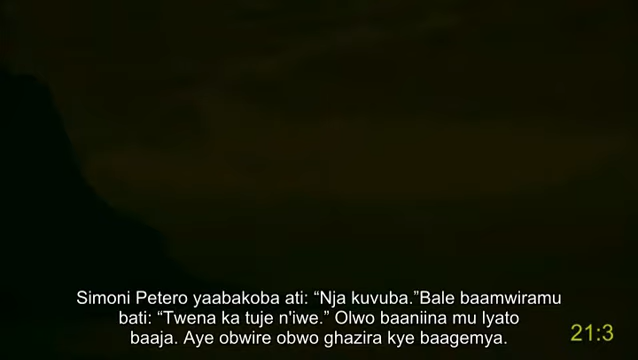 Simoni Petero yaabakoba ati: “Nja kuvuba.”Bale baamwiramu
bati: “Twena ka tuje n'iwe.” Olwo baaniina mu lyato
baaja. Aye obwire obwo ghazira kye baagemya.
21:3